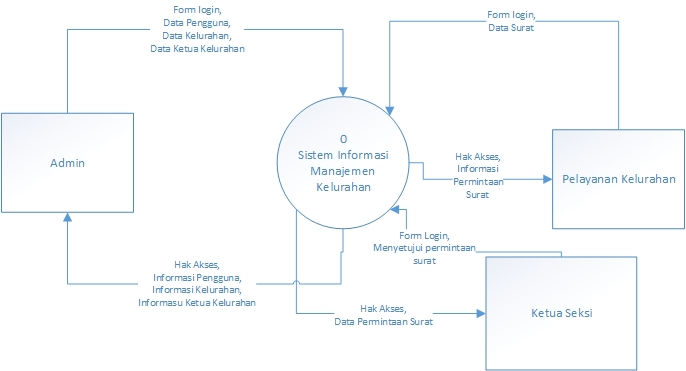 Form login,
Data Pengguna,
Data Kelurahan,
Data Ketua Kelurahan
Form login,
Data Surat
Admin
0
Sistem Informasi
Manajemen
Kelurahan
Hak Akses,
Informasi
Permintaan
Surat
Pelayanan Kelurahan
Form Login,
Menyetujui permintaan
surat
Hak Akses,
Informasi Pengguna,
Informasi Kelurahan,
Informasu Ketua Kelurahan
Hak Akses,
Data Permintaan Surat
Ketua Seksi